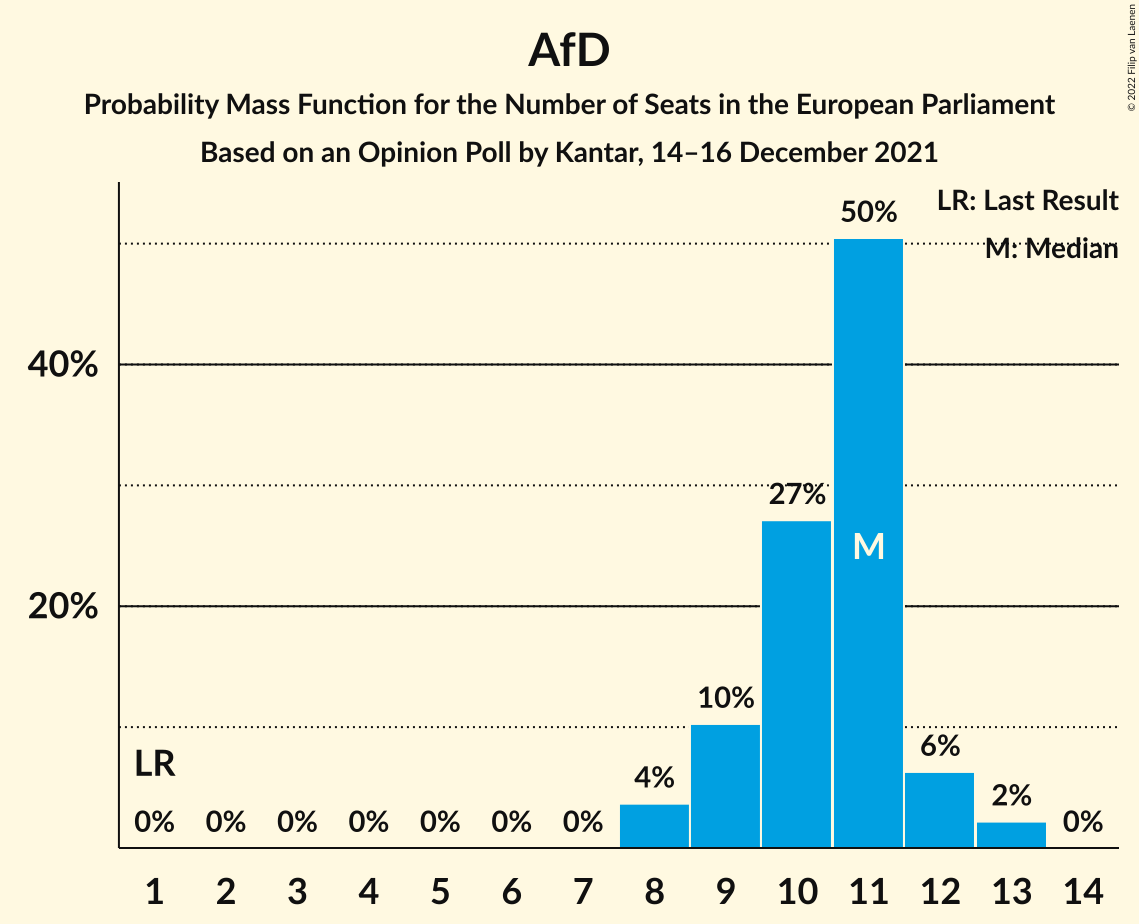 AfD
Probability Mass Function for the Number of Seats in the European Parliament
Based on an Opinion Poll by Kantar, 14–16 December 2021
© 2022 Filip van Laenen
LR: Last Result
M: Median
50%
40%
27%
M
20%
10%
LR
6%
4%
2%
0% 0% 0% 0% 0% 0% 0% 0%
1 2 3 4 5 6 7 8 9 10 11 12 13 14